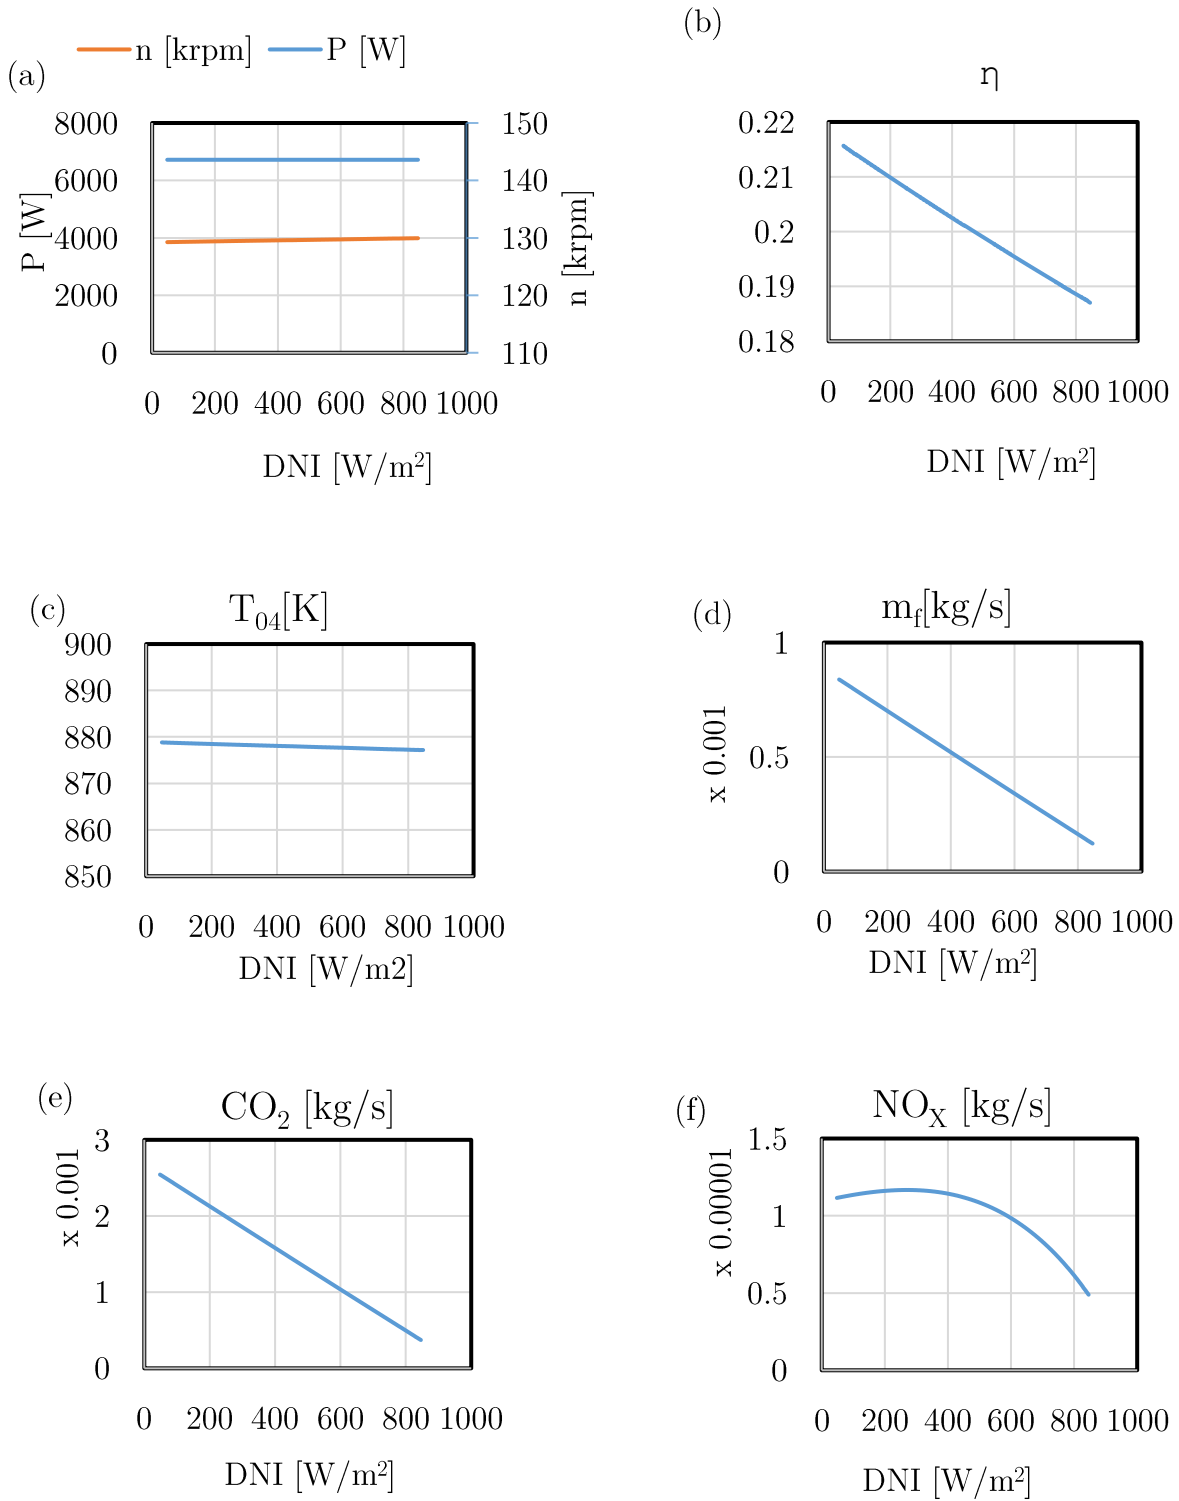 n [krpm] P [W]
(a)
8000
6000
4000
2000
0
P [W]
150
140
130
120
110
n [krpm]
0 200 400 600 800 1000
DNI [W/m²]
(b)
η
0.22
0.21
0.2
0.19
0.18
0 200 400 600 800 1000
DNI [W/m²]
(c)
T₀₄[K]
900
890
880
870
860
850
0 200 400 600 800 1000
DNI [W/m2]
(d)
m_f[kg/s]
x 0.001
1
0.5
0
0 200 400 600 800 1000
DNI [W/m²]
(e)
CO₂ [kg/s]
x 0.001
3
2
1
0
0 200 400 600 800 1000
DNI [W/m²]
(f)
NO_X [kg/s]
x 0.00001
1.5
1
0.5
0
0 200 400 600 800 1000
DNI [W/m²]